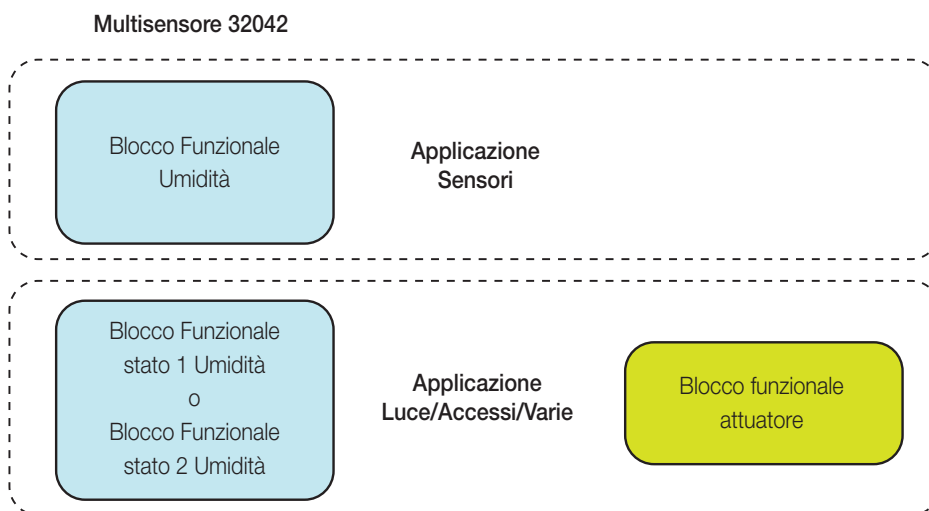 Multisensore 32042
Blocco Funzionale
Umidità
Applicazione
Sensori
Blocco Funzionale
stato 1 Umidità
o
Blocco Funzionale
stato 2 Umidità
Applicazione
Luce/Accessi/Varie
Blocco funzionale
attuatore